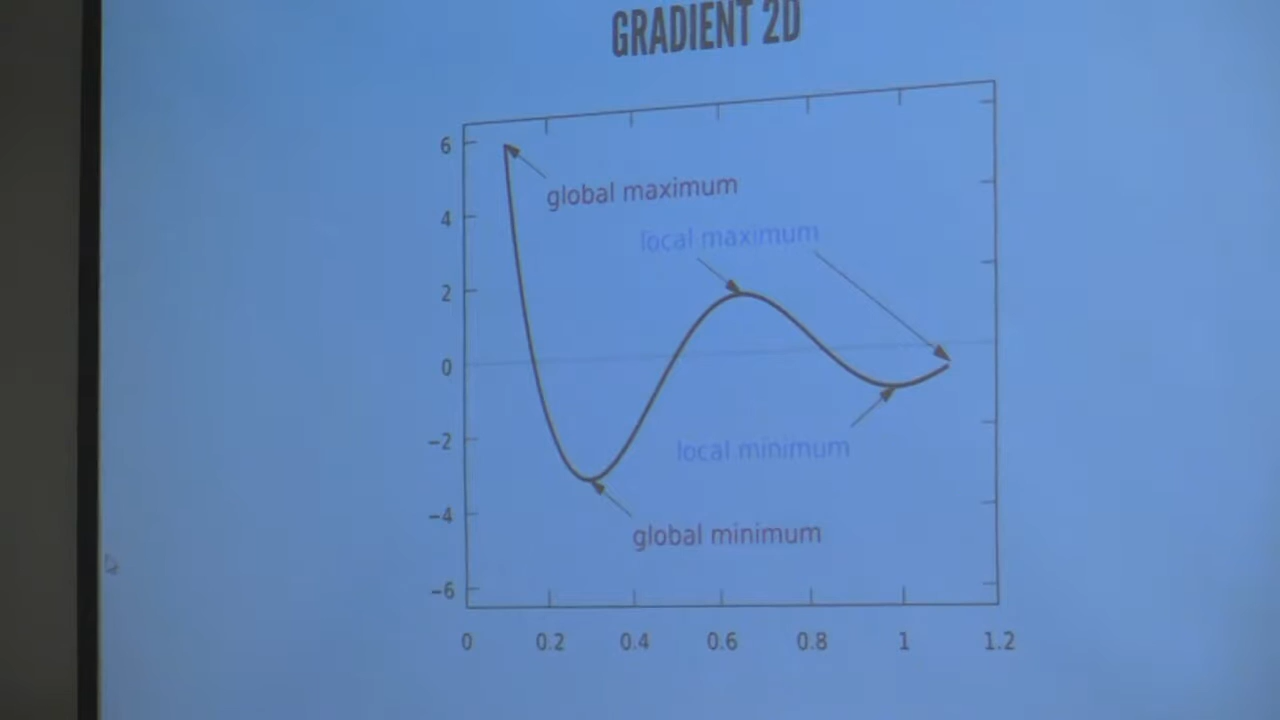 GRADIENT 2D
6
global maximum
4
local maximum
2
0
−2
local minimum
−4
global minimum
−6
0 0.2 0.4 0.6 0.8 1 1.2